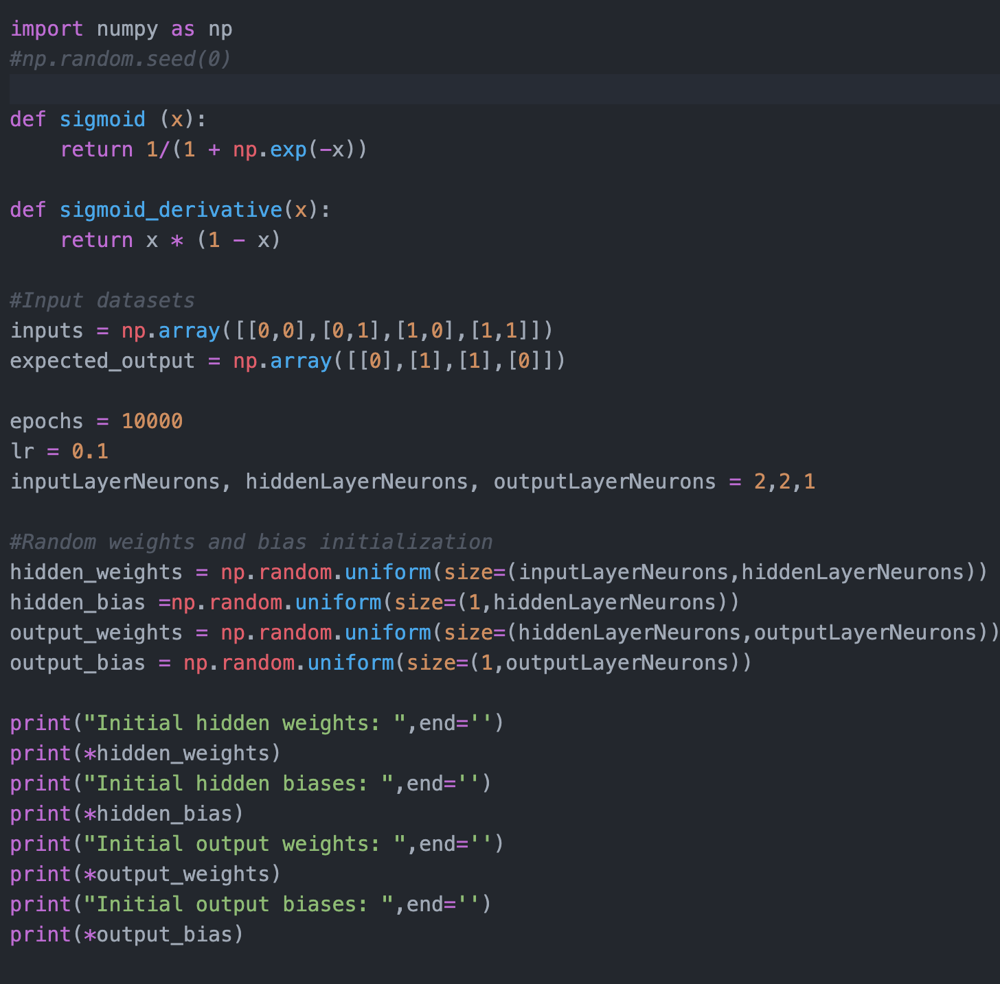 import numpy as np
#np.random.seed(0)

def sigmoid (x):
    return 1/(1 + np.exp(-x))

def sigmoid_derivative(x):
    return x * (1 - x)

#Input datasets
inputs = np.array([[0,0],[0,1],[1,0],[1,1]])
expected_output = np.array([[0],[1],[1],[0]])

epochs = 10000
lr = 0.1
inputLayerNeurons, hiddenLayerNeurons, outputLayerNeurons = 2,2,1

#Random weights and bias initialization
hidden_weights = np.random.uniform(size=(inputLayerNeurons,hiddenLayerNeurons))
hidden_bias =np.random.uniform(size=(1,hiddenLayerNeurons))
output_weights = np.random.uniform(size=(hiddenLayerNeurons,outputLayerNeurons))
output_bias = np.random.uniform(size=(1,outputLayerNeurons))

print("Initial hidden weights: ",end='')
print(*hidden_weights)
print("Initial hidden biases: ",end='')
print(*hidden_bias)
print("Initial output weights: ",end='')
print(*output_weights)
print("Initial output biases: ",end='')
print(*output_bias)